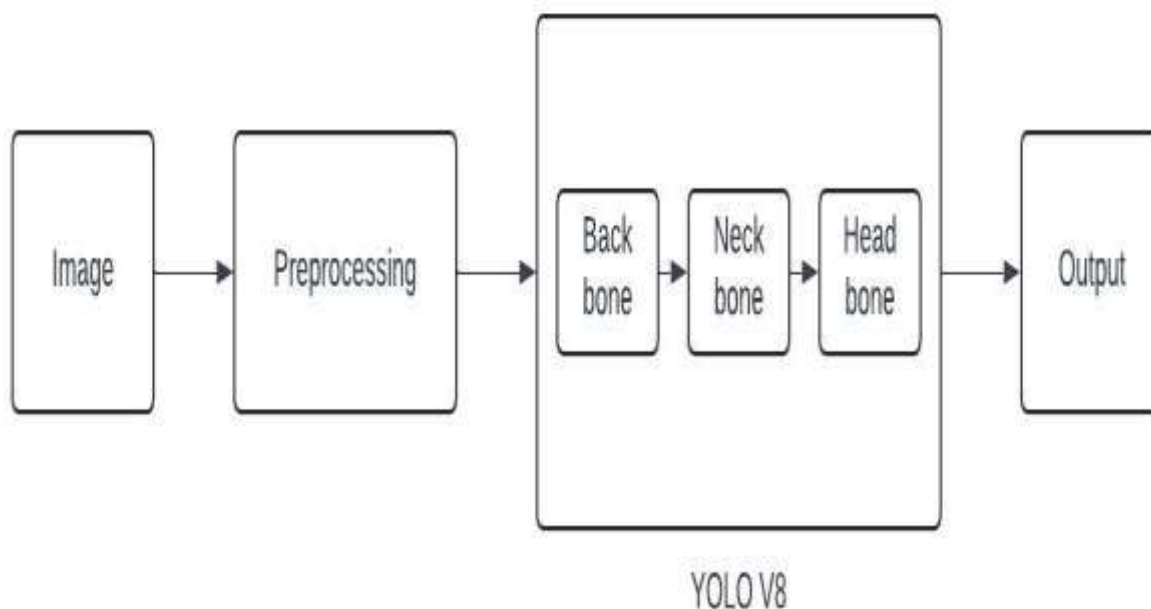 Image
Preprocessing
Back
bone
Neck
bone
Head
bone
Output
YOLO V8